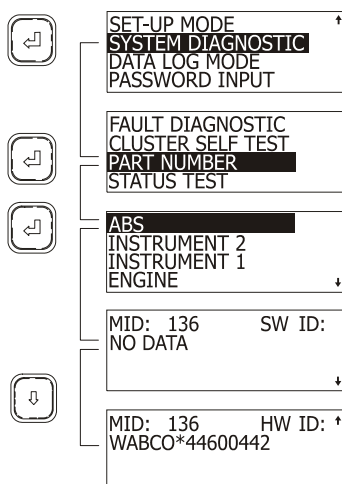 SET-UP MODE
SYSTEM DIAGNOSTIC
DATA LOG MODE
PASSWORD INPUT
FAULT DIAGNOSTIC
CLUSTER SELF TEST
PART NUMBER
STATUS TEST
ABS
INSTRUMENT 2
INSTRUMENT 1
ENGINE
MID: 136 SW ID:
NO DATA
MID: 136 HW ID:
WABCO*44600442